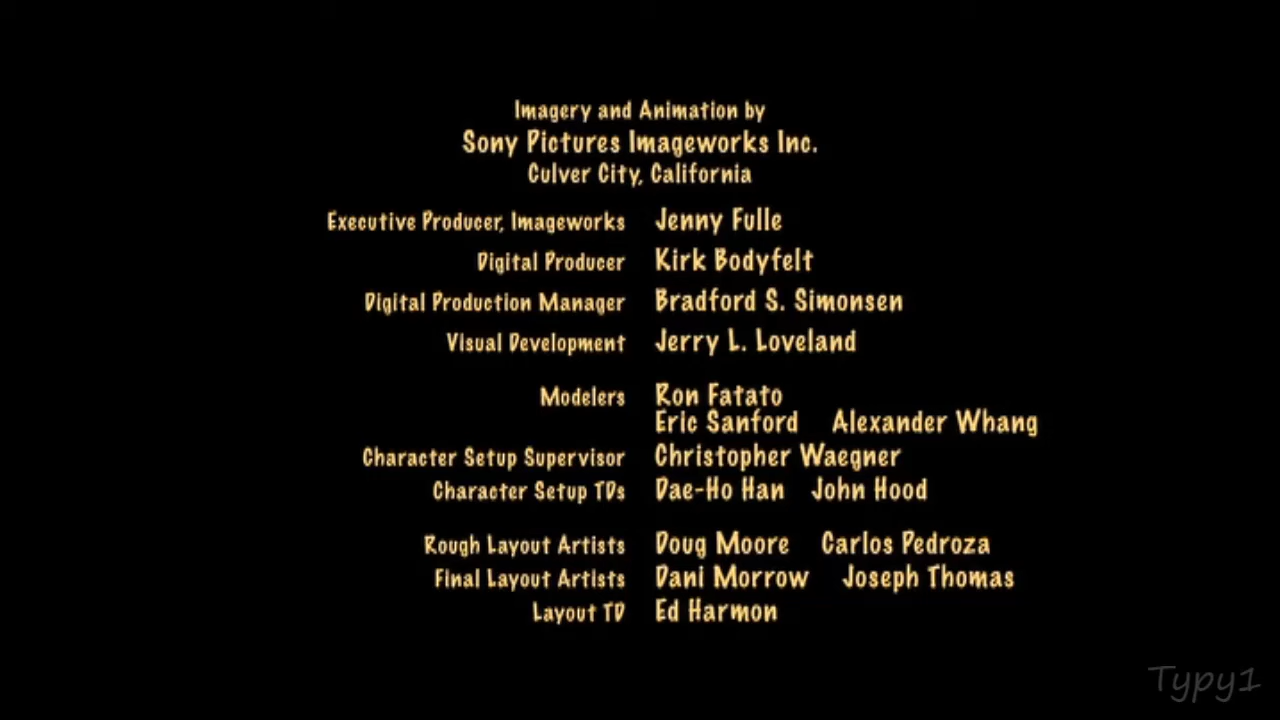 Imagery and Animation by
Sony Pictures Imageworks Inc.
Culver City, California
Executive Producer, Imageworks Jenny Fulle
Digital Producer Kirk Bodyfelt
Digital Production Manager Bradford S. Simonsen
Visual Development Jerry L. Loveland
Modelers Ron Fatato
Eric Sanford Alexander Whang
Character Setup Supervisor Christopher Waegner
Character Setup TDs Dae-Ho Han John Hood
Rough Layout Artists Doug Moore Carlos Pedroza
Final Layout Artists Dani Morrow Joseph Thomas
Layout TD Ed Harmon
Typy1